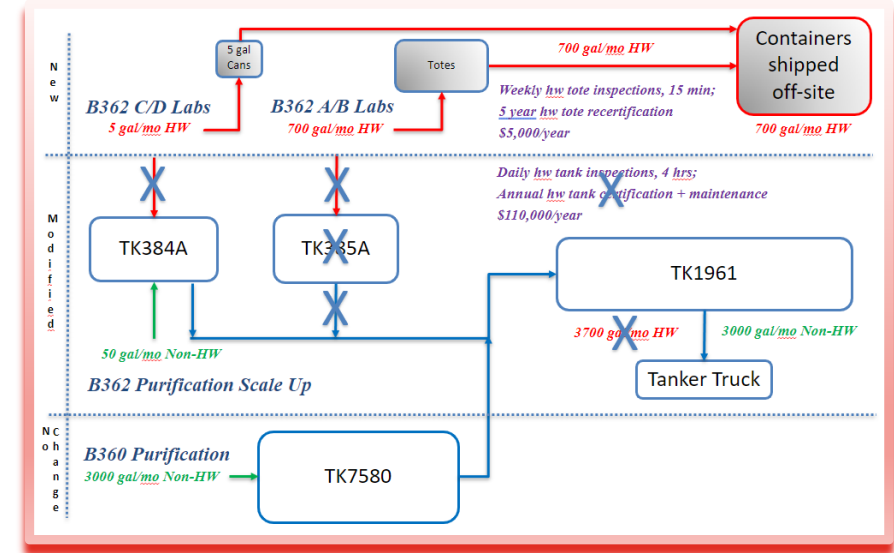 New
5 gal
Cans
Totes
700 gal/mo HW
Containers
shipped
off-site
B362 C/D Labs
5 gal/mo HW
B362 A/B Labs
700 gal/mo HW
Weekly hw tote inspections, 15 min;
5 year hw tote recertification
$5,000/year
700 gal/mo HW
Modified
X
X
Daily hw tank inspections, 4 hrs;
Annual hw tank certification + maintenance
$110,000/year
X
TK384A
TK385A
X
TK1961
X
50 gal/mo Non-HW
3700 gal/mo HW
X
3000 gal/mo Non-HW
B362 Purification Scale Up
Tanker Truck
No Change
B360 Purification
3000 gal/mo Non-HW
TK7580